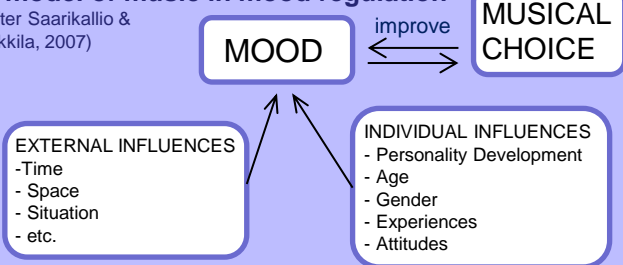 model of music in mood regulation
ter Saarikallio &
kkila, 2007)
improve
MUSICAL
CHOICE
MOOD
EXTERNAL INFLUENCES
-Time
- Space
- Situation
- etc.
INDIVIDUAL INFLUENCES
- Personality Development
- Age
- Gender
- Experiences
- Attitudes